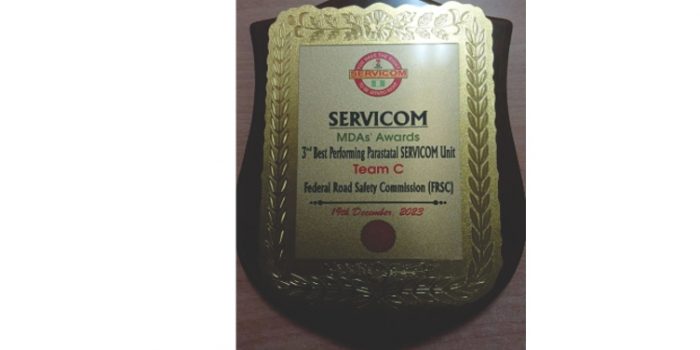 SERVICOM
SERVICOM
MDAs' Awards
3rd Best Performing Parastatal SERVICOM Unit
Team C
Federal Road Safety Commission (FRSC)
19th December, 2023